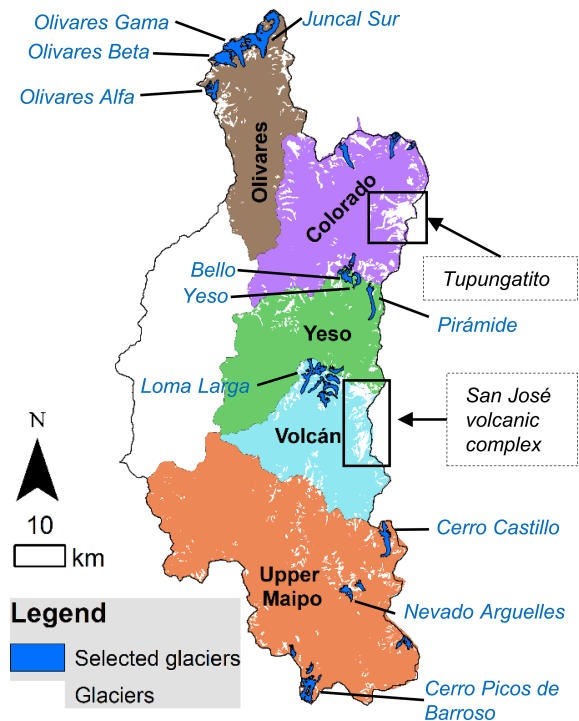 Olivares Gama
Juncal Sur
Olivares Beta
Olivares Alfa
Olivares
Colorado
Bello
Tupungatito
Yeso
Pirámide
Yeso
Loma Larga
San José
volcanic
complex
Volcán
N
10
km
Cerro Castillo
Upper
Maipo
Nevado Arguelles
Legend
Selected glaciers
Glaciers
Cerro Picos de
Barroso